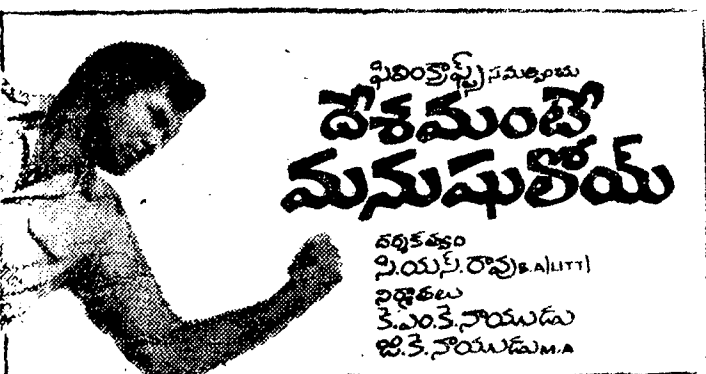 ఫిలింక్రాఫ్ట్స్ సమర్పించు
దేశమంటే
మనుషులోయ్
దర్శకత్వం
సి.యస్.రావు B.A(LITT)
నిర్మాతలు
కె.ఎం.కె.నాయుడు
జి.కె.నాయుడు M.A